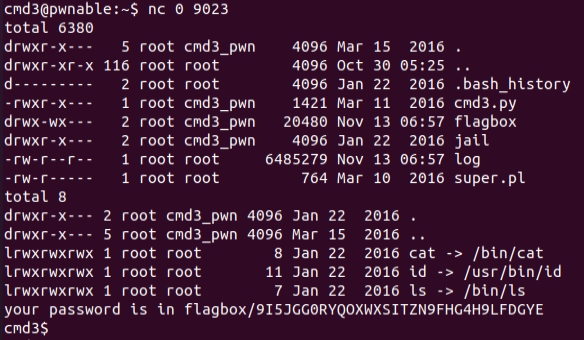 cmd3@pwnable:~$ nc 0 9023
total 6380
drwxr-x---   5 root cmd3_pwn    4096 Mar 15  2016 .
drwxr-xr-x 116 root root        4096 Oct 30 05:25 ..
d---------   2 root root        4096 Jan 22  2016 .bash_history
-rwxr-x---   1 root cmd3_pwn    1421 Mar 11  2016 cmd3.py
drwx-wx---   2 root cmd3_pwn   20480 Nov 13 06:57 flagbox
drwxr-x---   2 root cmd3_pwn    4096 Jan 22  2016 jail
-rw-r--r--   1 root root     6485279 Nov 13 06:57 log
-rw-r-----   1 root root         764 Mar 10  2016 super.pl
total 8
drwxr-x--- 2 root cmd3_pwn 4096 Jan 22  2016 .
drwxr-x--- 5 root cmd3_pwn 4096 Mar 15  2016 ..
lrwxrwxrwx 1 root root        8 Jan 22  2016 cat -> /bin/cat
lrwxrwxrwx 1 root root       11 Jan 22  2016 id -> /usr/bin/id
lrwxrwxrwx 1 root root        7 Jan 22  2016 ls -> /bin/ls
your password is in flagbox/9I5JGG0RYQOXWXSITZN9FHG4H9LFDGYE
cmd3$